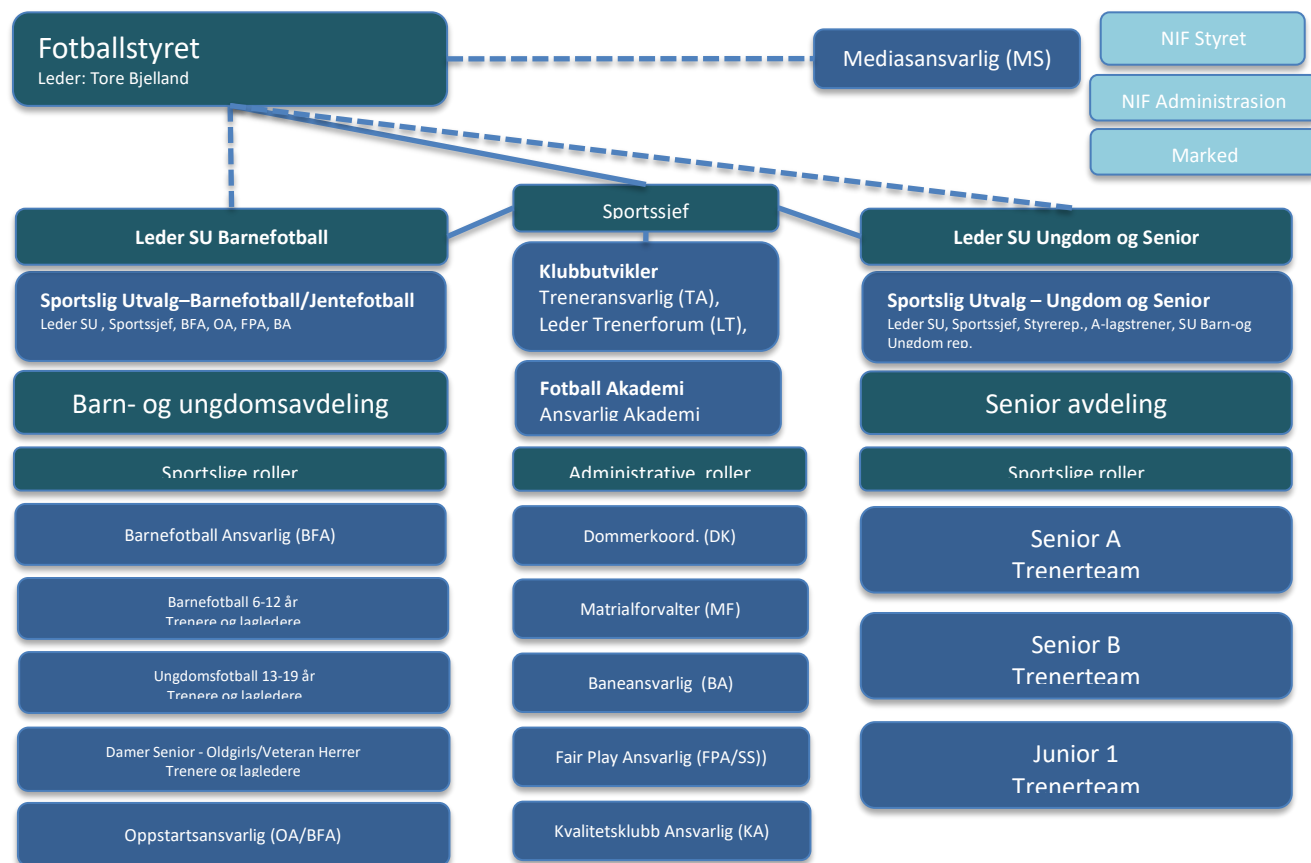 Fotballstyret
Leder: Tore Bjelland
Mediasansvarlig (MS)
NIF Styret
NIF Administrasion
Marked
Sportssjef
Leder SU Barnefotball
Leder SU Ungdom og Senior
Sportslig Utvalg–Barnefotball/Jentefotball
Leder SU , Sportssjef, BFA, OA, FPA, BA
Klubbutvikler
Treneransvarlig (TA),
Leder Trenerforum (LT),
Sportslig Utvalg – Ungdom og Senior
Leder SU, Sportssjef, Styrerep., A-lagstrener, SU Barn-og
Ungdom rep.
Barn- og ungdomsavdeling
Fotball Akademi
Ansvarlig Akademi
Senior avdeling
Sportslige roller
Administrative roller
Sportslige roller
Barnefotball Ansvarlig (BFA)
Barnefotball 6-12 år
Trenere og lagledere
Ungdomsfotball 13-19 år
Trenere og lagledere
Damer Senior - Oldgirls/Veteran Herrer
Trenere og lagledere
Oppstartsansvarlig (OA/BFA)
Dommerkoord. (DK)
Matrialforvalter (MF)
Baneansvarlig (BA)
Fair Play Ansvarlig (FPA/SS))
Kvalitetsklubb Ansvarlig (KA)
Senior A
Trenerteam
Senior B
Trenerteam
Junior 1
Trenerteam